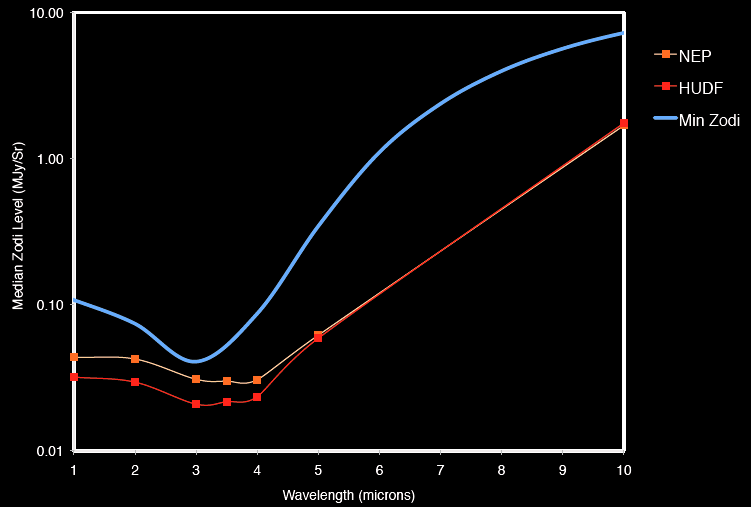 10.00
1.00
0.10
0.01
Median Zodi Level (MJy/Sr)
1 2 3 4 5 6 7 8 9 10
Wavelength (microns)
NEP
HUDF
Min Zodi